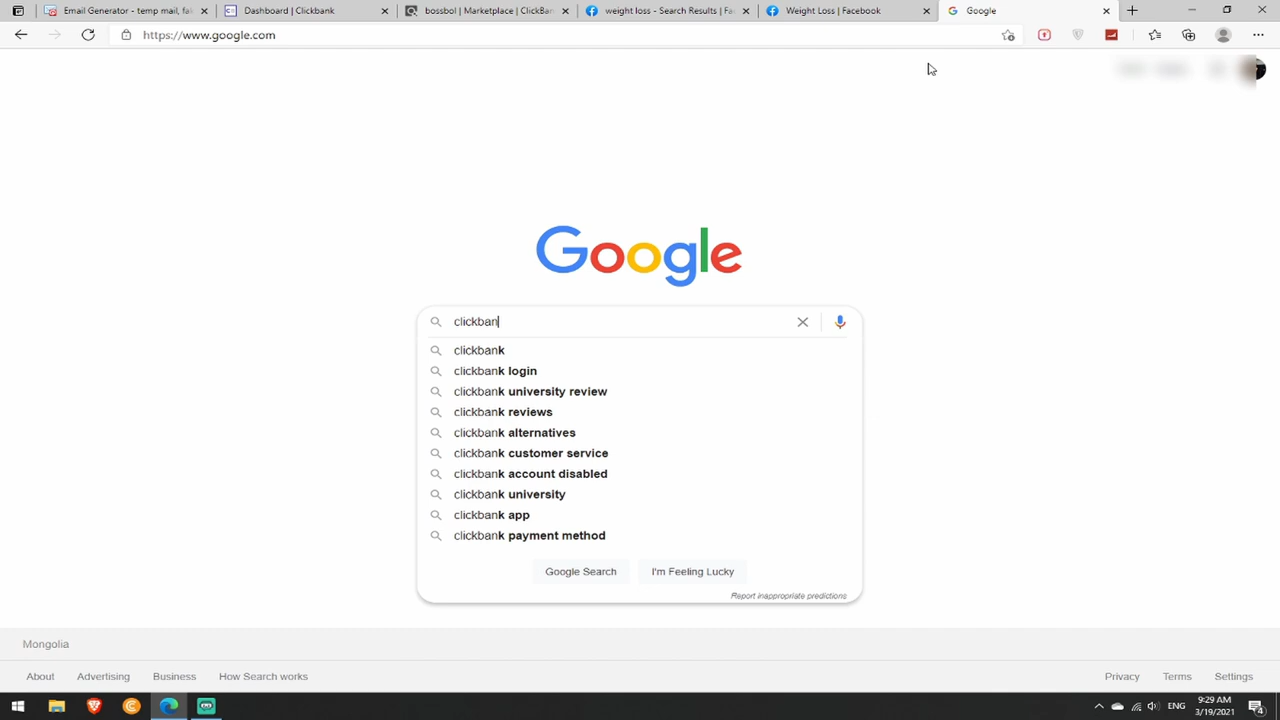 Email Generator - temp mail, fak
Dashboard | Clickbank
bossbol | Marketplace | ClickBan
weight loss - Search Results | Fac
Weight Loss | Facebook
Google
https://www.google.com
Google
clickban
clickbank
clickbank login
clickbank university review
clickbank reviews
clickbank alternatives
clickbank customer service
clickbank account disabled
clickbank university
clickbank app
clickbank payment method
Google Search
I'm Feeling Lucky
Report inappropriate predictions
Mongolia
About
Advertising
Business
How Search works
Privacy
Terms
Settings
ENG
9:29 AM
3/19/2021
4